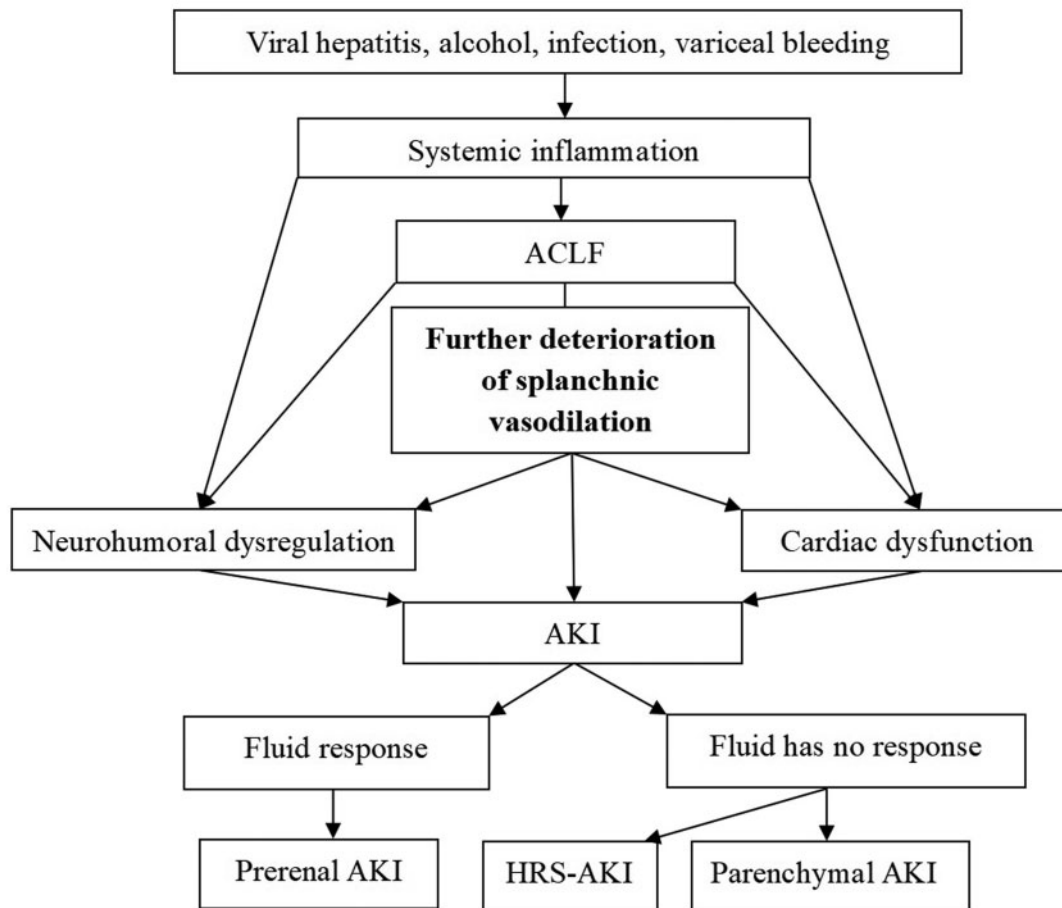 Viral hepatitis, alcohol, infection, variceal bleeding
Systemic inflammation
ACLF
Further deterioration
of splanchnic
vasodilation
Neurohumoral dysregulation
Cardiac dysfunction
AKI
Fluid response
Fluid has no response
Prerenal AKI
HRS-AKI
Parenchymal AKI